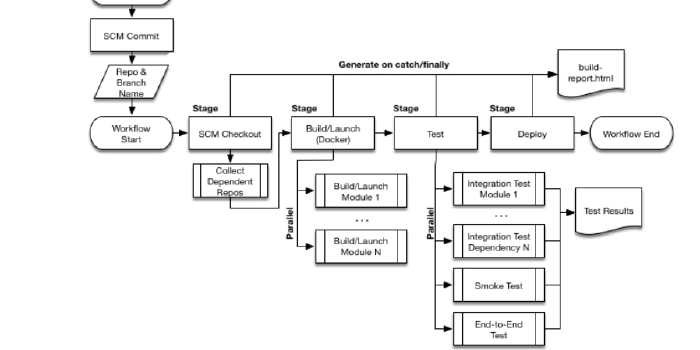 SCM Commit
Repo &
Branch
Name
Generate on catch/finally
build-
report.html
Stage
Stage
Stage
Stage
Workflow
Start
SCM Checkout
Build/Launch
(Docker)
Test
Deploy
Workflow End
Collect
Dependent
Repos
Parallel
Build/Launch
Module 1
...
Build/Launch
Module N
Parallel
Integration Test
Module 1
...
Integration Test
Dependency N
Smoke Test
End-to-End
Test
Test Results